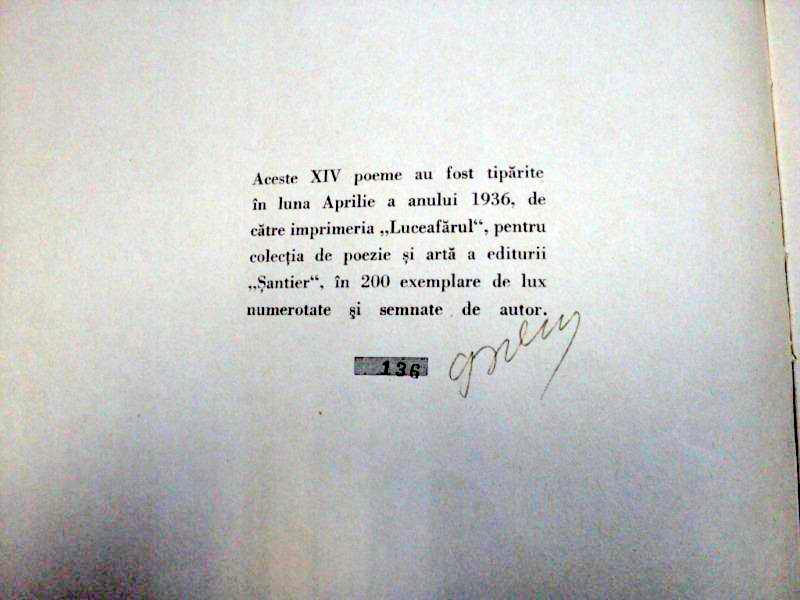 Aceste XIV poeme au fost tipărite
în luna Aprilie a anului 1936, de
către imprimeria „Luceafărul“, pentru
colecția de poezie și artă a editurii
„Șantier“, în 200 exemplare de lux
numerotate și semnate de autor.
136